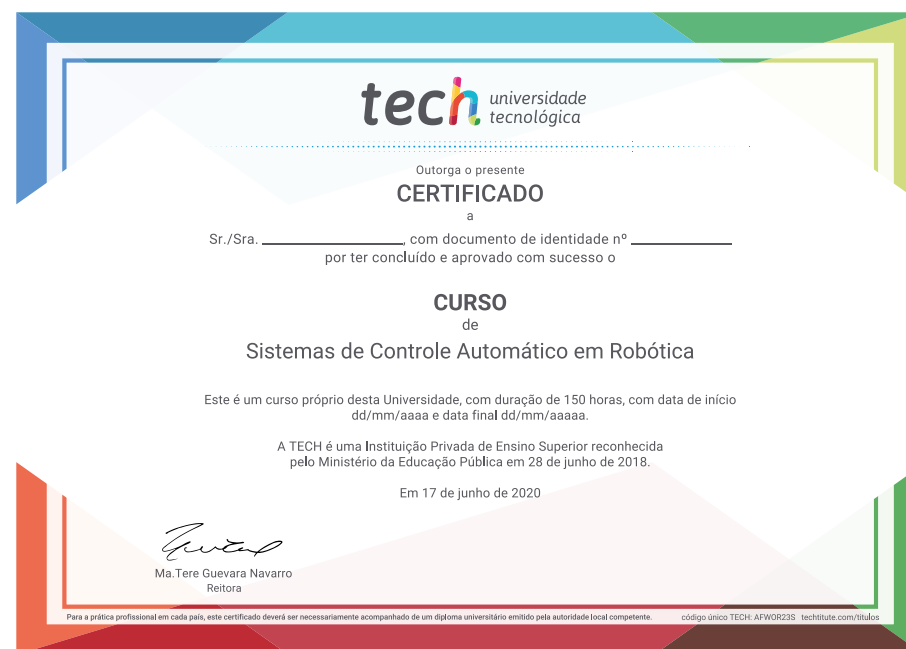 tech universidade
tecnológica
Outorga o presente
CERTIFICADO
a
Sr./Sra. ____________, com documento de identidade nº ____________
por ter concluído e aprovado com sucesso o
CURSO
de
Sistemas de Controle Automático em Robótica
Este é um curso próprio desta Universidade, com duração de 150 horas, com data de início
dd/mm/aaaa e data final dd/mm/aaaaa.
A TECH é uma Instituição Privada de Ensino Superior reconhecida
pelo Ministério da Educação Pública em 28 de junho de 2018.
Em 17 de junho de 2020
Ma.Tere Guevara Navarro
Reitora
Para a prática profissional em cada país, este certificado deverá ser necessariamente acompanhado de um diploma universitário emitido pela autoridade local competente. código único TECH: AFWOR23S techtitute.com/titulos